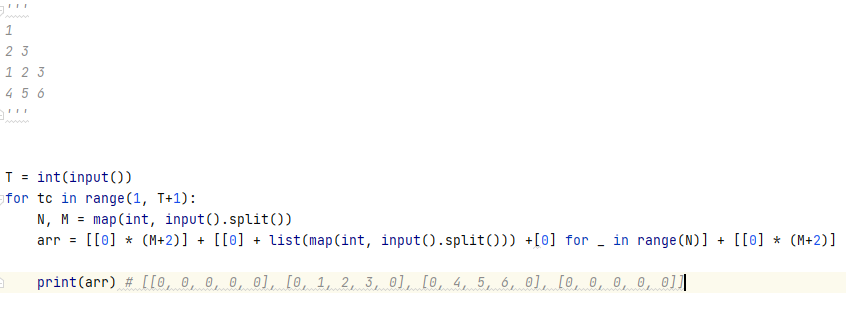 '''
1
2 3
1 2 3
4 5 6
'''
T = int(input())
for tc in range(1, T+1):
    N, M = map(int, input().split())
    arr = [[0] * (M+2)] + [[0] + list(map(int, input().split())) +[0] for _ in range(N)] + [[0] * (M+2)]
    print(arr) # [[0, 0, 0, 0, 0], [0, 1, 2, 3, 0], [0, 4, 5, 6, 0], [0, 0, 0, 0, 0]]